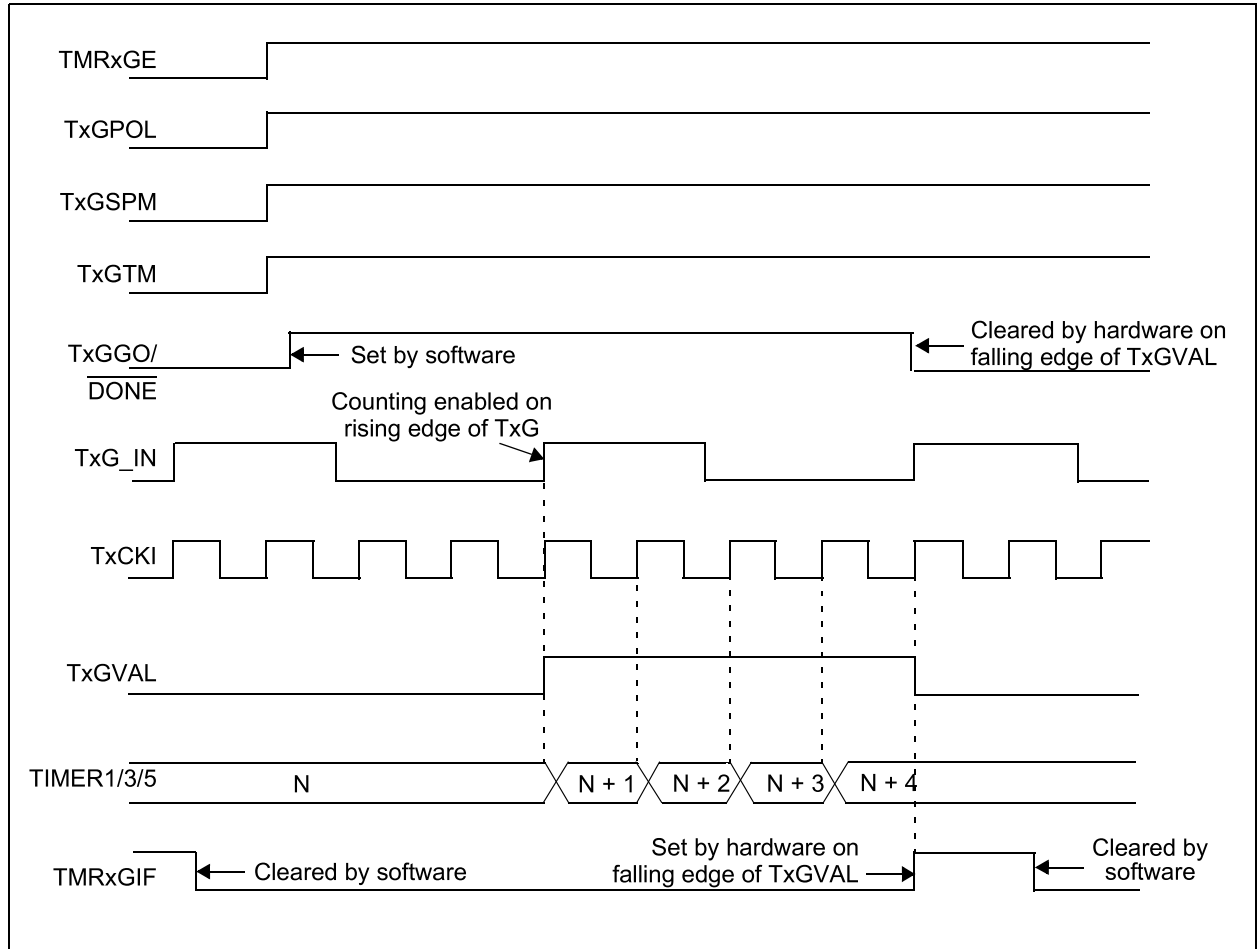 TMRxGE
TxGPOL
TxGSPM
TxGTM
TxGGO/
DONE
Set by software
Cleared by hardware on
falling edge of TxGVAL
Counting enabled on
rising edge of TxG
TxG_IN
TxCKI
TxGVAL
TIMER1/3/5
N
N + 1
N + 2
N + 3
N + 4
TMRxGIF
Cleared by software
Set by hardware on
falling edge of TxGVAL
Cleared by
software